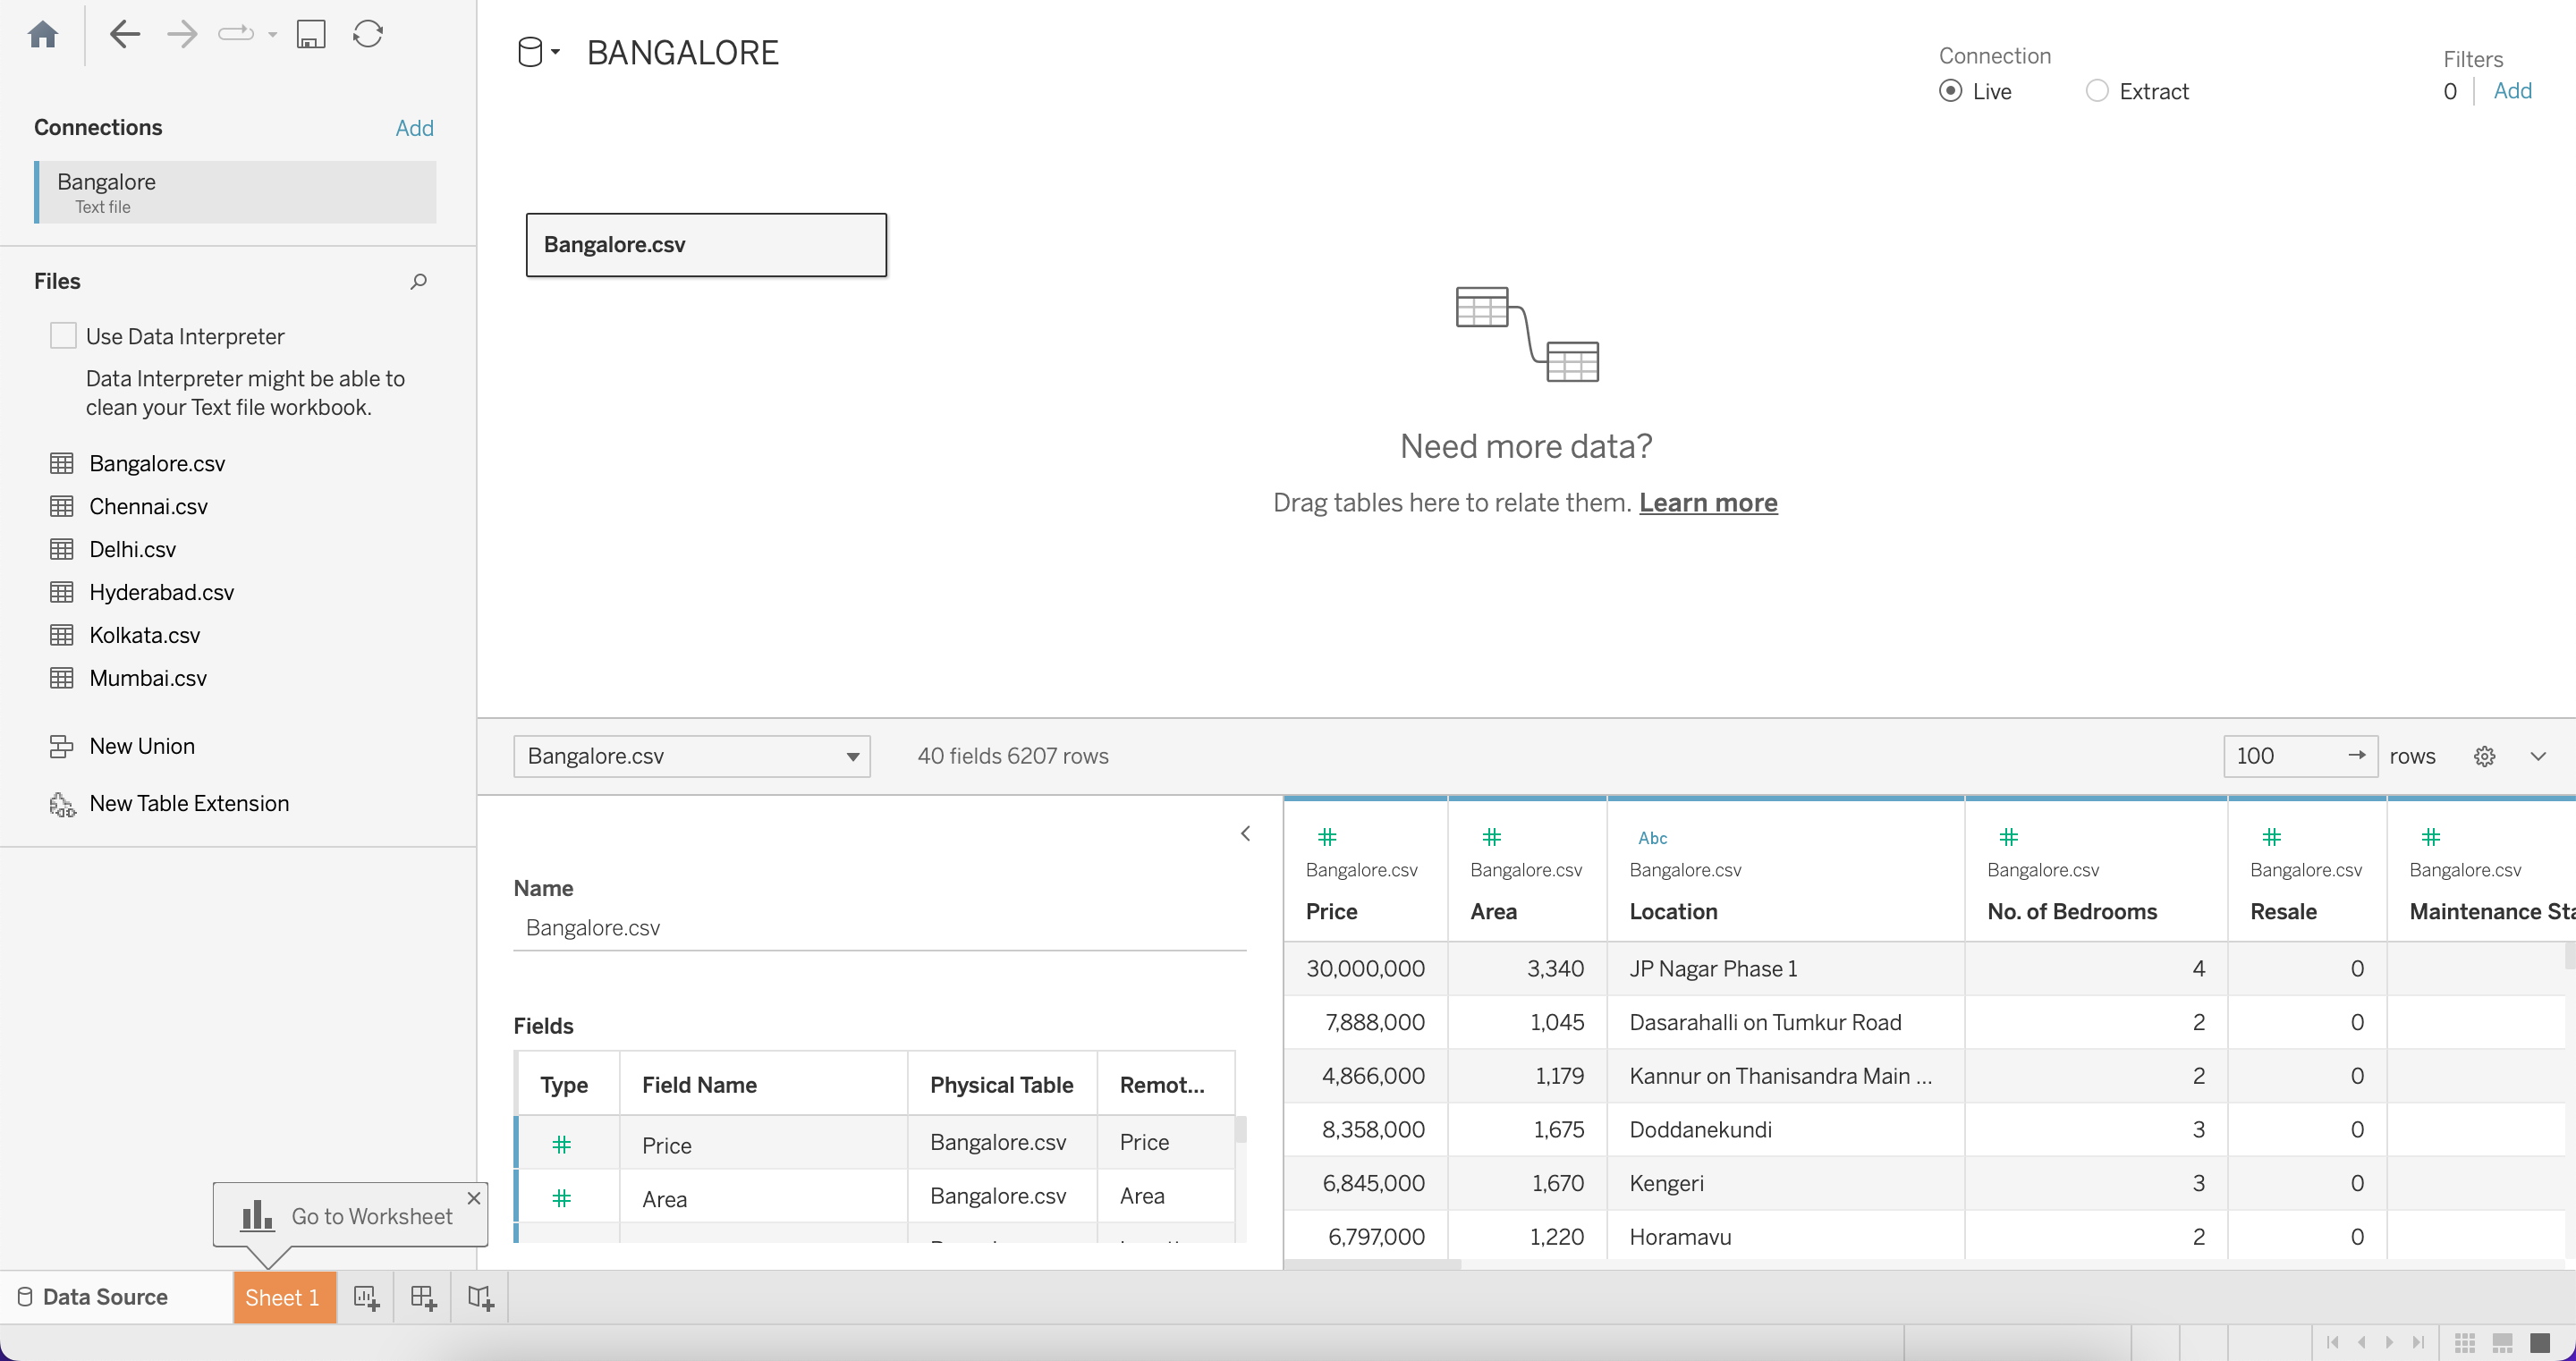 BANGALORE
Connection
Live
Extract
Filters
0
Add
Connections
Add
Bangalore
Text file
Bangalore.csv
Files
Use Data Interpreter
Data Interpreter might be able to
clean your Text file workbook.
Bangalore.csv
Chennai.csv
Delhi.csv
Hyderabad.csv
Kolkata.csv
Mumbai.csv
New Union
New Table Extension
Need more data?
Drag tables here to relate them. Learn more
Bangalore.csv
40 fields 6207 rows
100
rows
Name
Bangalore.csv
Fields
Type Field Name Physical Table Remot...
# Price Bangalore.csv Price
# Area Bangalore.csv Area
# # Abc # # #
Bangalore.csv Bangalore.csv Bangalore.csv Bangalore.csv Bangalore.csv Bangalore.csv
Price Area Location No. of Bedrooms Resale Maintenance Sta
30,000,000 3,340 JP Nagar Phase 1 4 0
7,888,000 1,045 Dasarahalli on Tumkur Road 2 0
4,866,000 1,179 Kannur on Thanisandra Main ... 2 0
8,358,000 1,675 Doddanekundi 3 0
6,845,000 1,670 Kengeri 3 0
6,797,000 1,220 Horamavu 2 0
Go to Worksheet
Data Source
Sheet 1